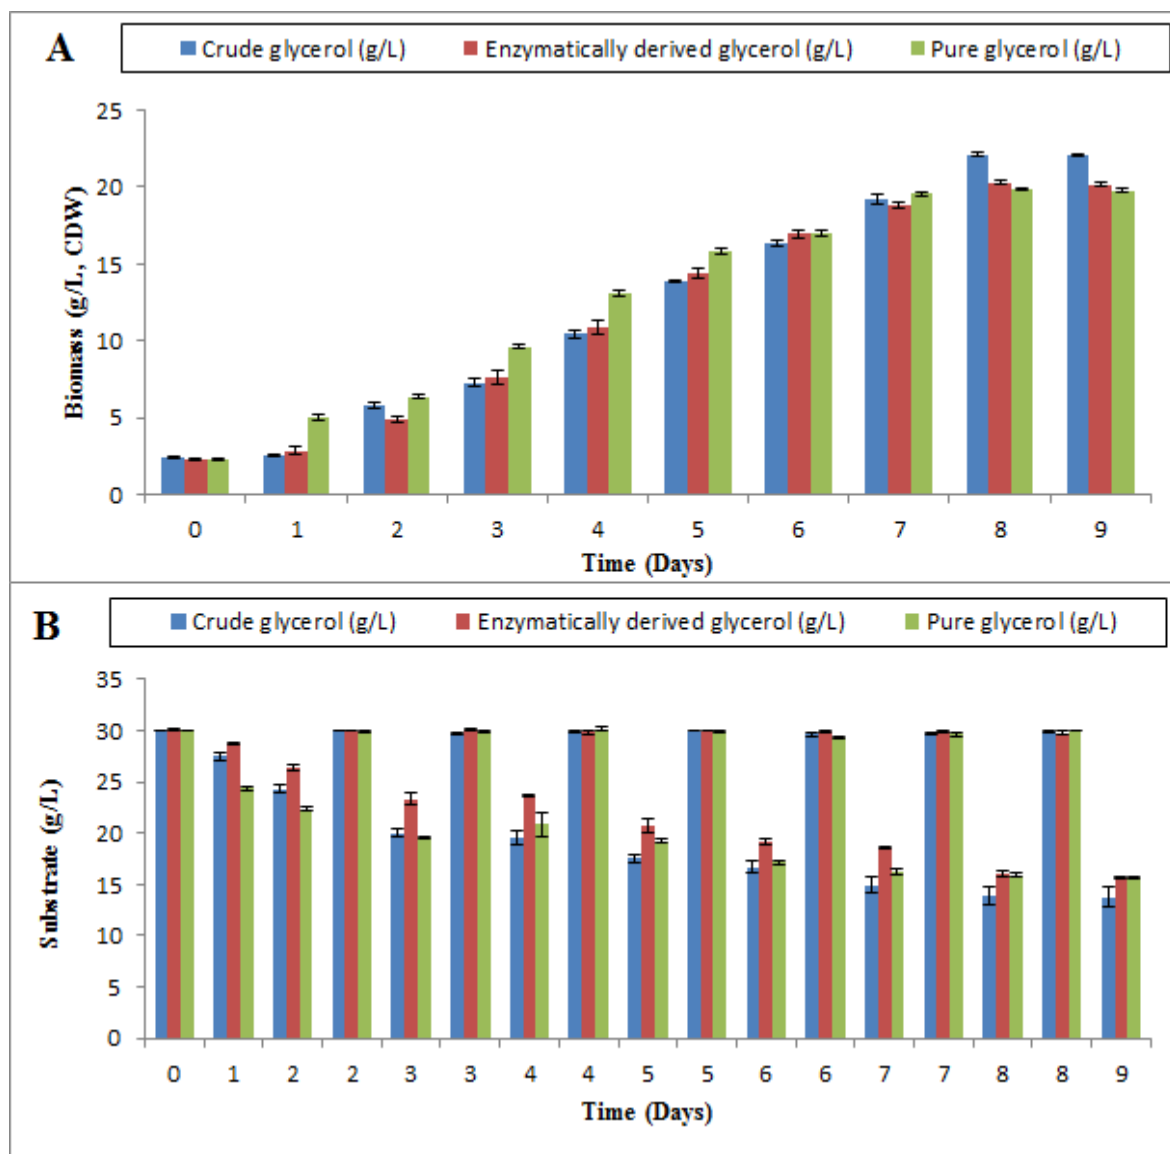 A
Crude glycerol (g/L) Enzymatically derived glycerol (g/L) Pure glycerol (g/L)
25
20
15
10
5
0
Biomass (g/L, CDW)
0 1 2 3 4 5 6 7 8 9
Time (Days)
B
Crude glycerol (g/L) Enzymatically derived glycerol (g/L) Pure glycerol (g/L)
35
30
25
20
15
10
5
0
Substrate (g/L)
0 1 2 2 3 3 4 4 5 5 6 6 7 7 8 8 9
Time (Days)